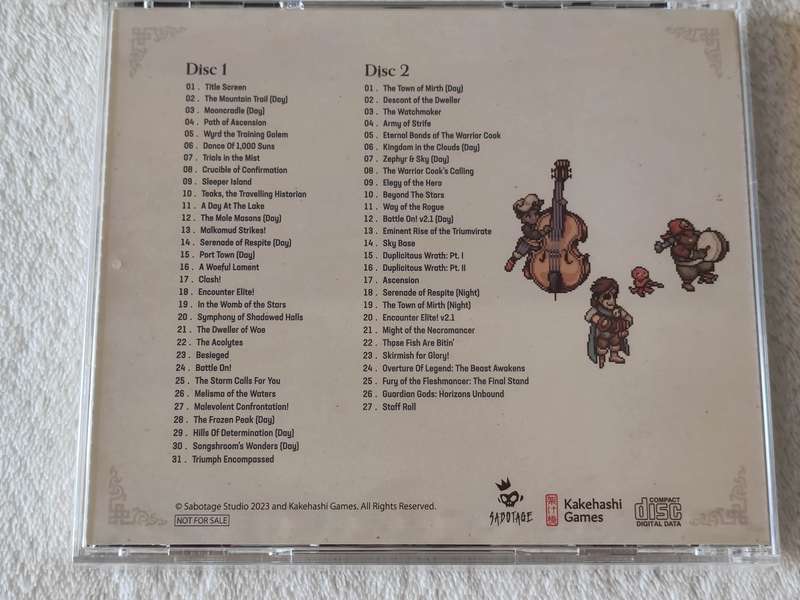 Disc 1
01. Title Screen
02. The Mountain Trail (Day)
03. Mooncradle (Day)
04. Path of Ascension
05. Wyrd the Training Golem
06. Dance Of 1,000 Suns
07. Trials in the Mist
08. Crucible of Confirmation
09. Sleeper Island
10. Teaks, the Travelling Historian
11. A Day At The Lake
12. The Mole Masons (Day)
13. Malkomud Strikes!
14. Serenade of Respite (Day)
15. Port Town (Day)
16. A Woeful Lament
17. Clash!
18. Encounter Elite!
19. In the Womb of the Stars
20. Symphony of Shadowed Halls
21. The Dweller of Woe
22. The Acolytes
23. Besieged
24. Battle On!
25. The Storm Calls For You
26. Melisma of the Waters
27. Malevolent Confrontation!
28. The Frozen Peak (Day)
29. Hills Of Determination (Day)
30. Songshroom's Wonders (Day)
31. Triumph Encompassed
Disc 2
01. The Town of Mirth (Day)
02. Descant of the Dweller
03. The Watchmaker
04. Army of Strife
05. Eternal Bonds of The Warrior Cook
06. Kingdom in the Clouds (Day)
07. Zephyr & Sky (Day)
08. The Warrior Cook's Calling
09. Elegy of the Hero
10. Beyond The Stars
11. Way of the Rogue
12. Battle On! v2.1 (Day)
13. Eminent Rise of the Triumvirate
14. Sky Base
15. Duplicitous Wrath: Pt. I
16. Duplicitous Wrath: Pt. II
17. Ascension
18. Serenade of Respite (Night)
19. The Town of Mirth (Night)
20. Encounter Elite! v2.1
21. Might of the Necromancer
22. Those Fish Are Bitin'
23. Skirmish for Glory!
24. Overture Of Legend: The Beast Awakens
25. Fury of the Fleshmancer: The Final Stand
26. Guardian Gods: Horizons Unbound
27. Staff Roll
© Sabotage Studio 2023 and Kakehashi Games. All Rights Reserved.
NOT FOR SALE
SABOTAGE
架け橋
Kakehashi
Games
COMPACT
disc
DIGITAL DATA